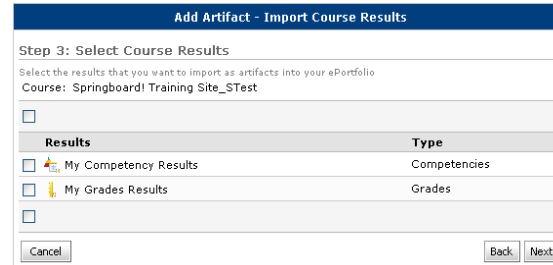 Add Artifact - Import Course Results
Step 3: Select Course Results
Select the results that you want to import as artifacts into your ePortfolio
Course: Springboard! Training Site_STest
Results Type
My Competency Results Competencies
My Grades Results Grades
Cancel Back Next